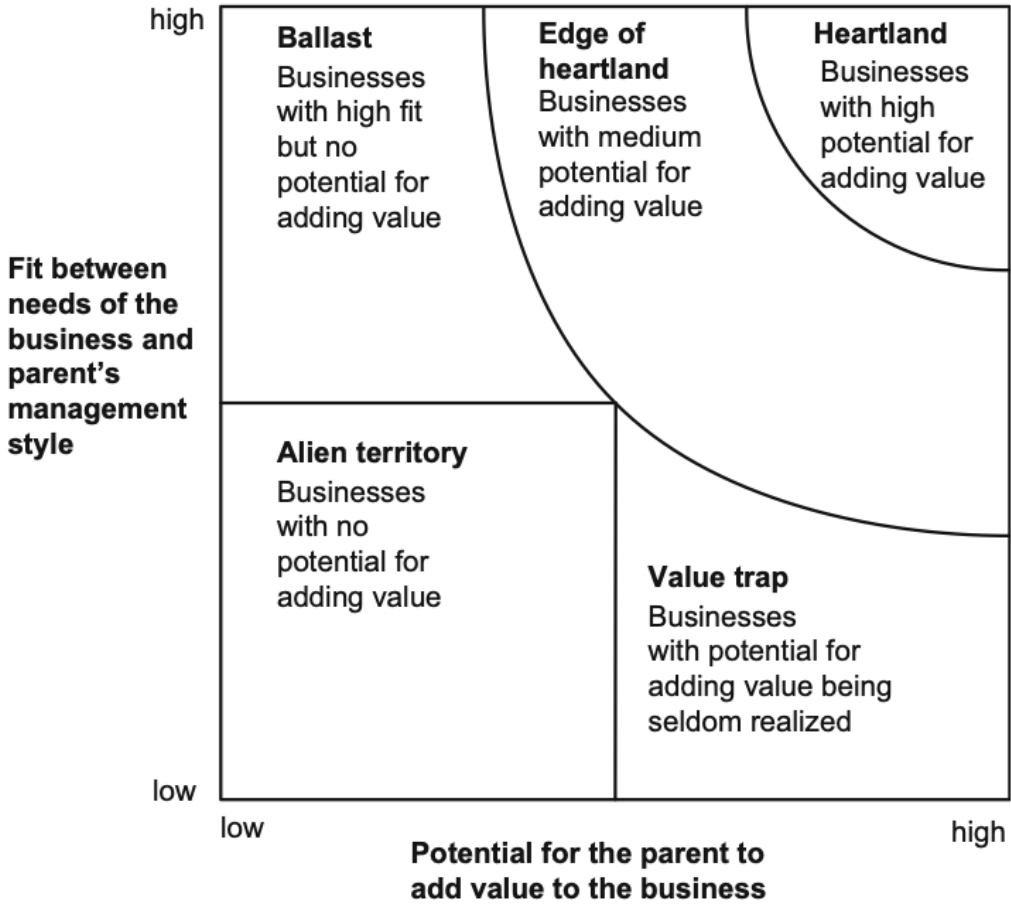 high
Ballast
Businesses
with high fit
but no
potential for
adding value
Edge of
heartland
Businesses
with medium
potential for
adding value
Heartland
Businesses
with high
potential for
adding value
Fit between
needs of the
business and
parent’s
management
style
Alien territory
Businesses
with no
potential for
adding value
Value trap
Businesses
with potential for
adding value being
seldom realized
low
low
high
Potential for the parent to
add value to the business